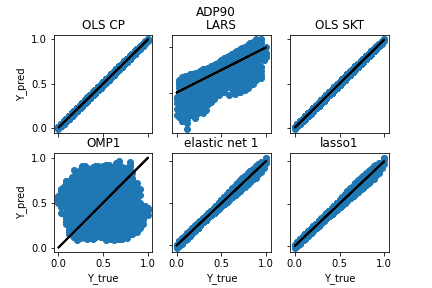 ADP90
OLS CP
LARS
OLS SKT
1.0
0.5
0.0
Y_pred
OMP1
elastic net 1
lasso1
1.0
0.5
0.0
Y_pred
0.0 1.0
0.0 0.5 1.0
0.0 0.5 1.0
Y_true
Y_true
Y_true